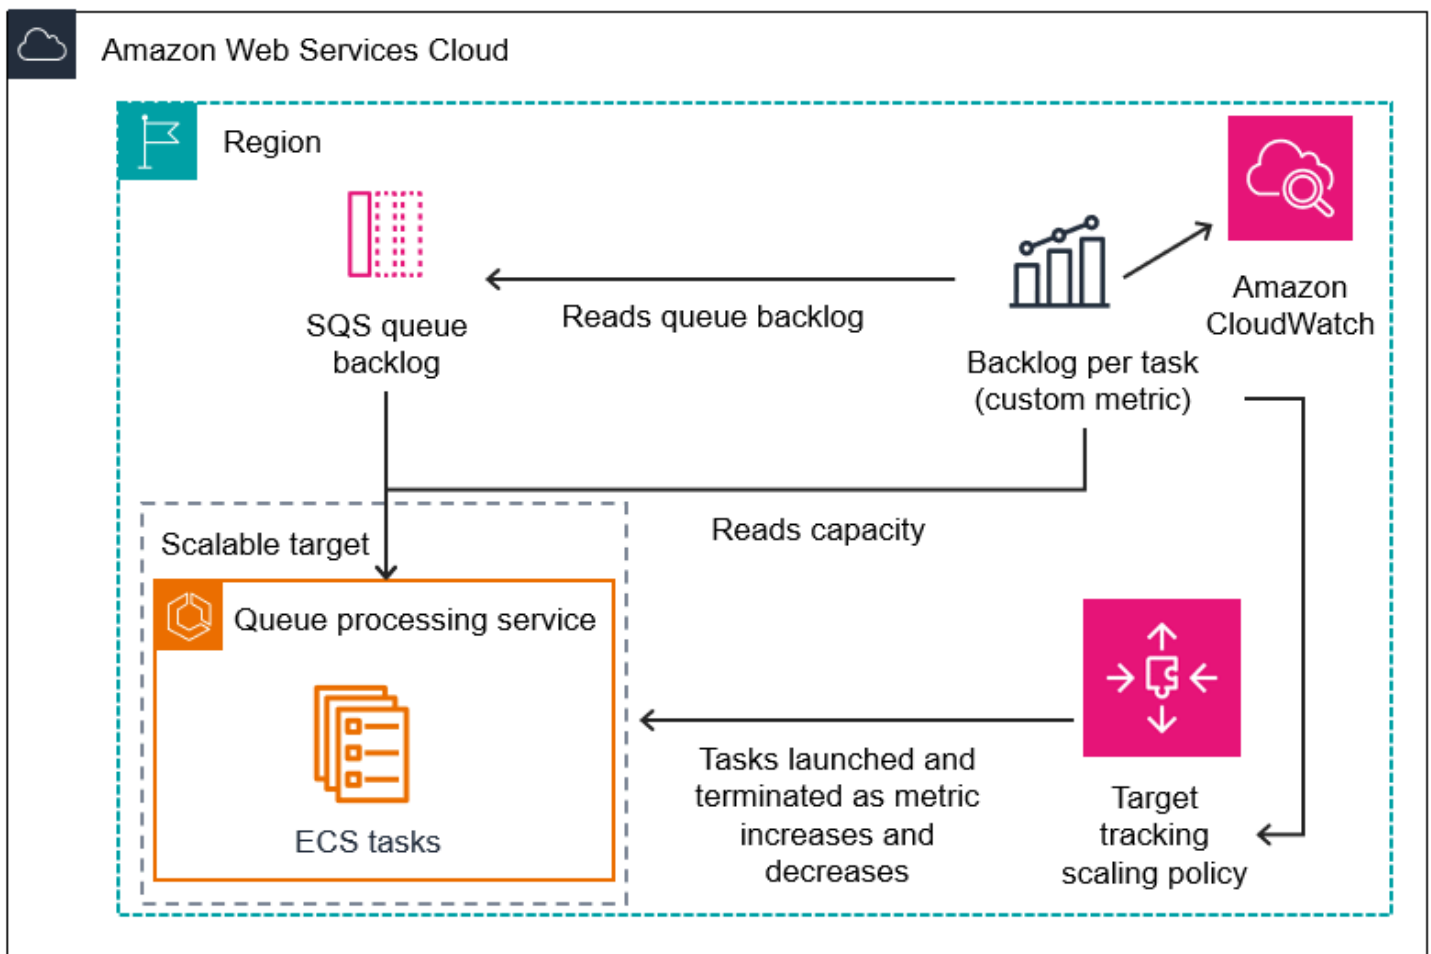 Amazon Web Services Cloud
Region
SQS queue
backlog
Reads queue backlog
Backlog per task
(custom metric)
Amazon
CloudWatch
Reads capacity
Scalable target
Queue processing service
ECS tasks
Tasks launched and
terminated as metric
increases and
decreases
Target
tracking
scaling policy